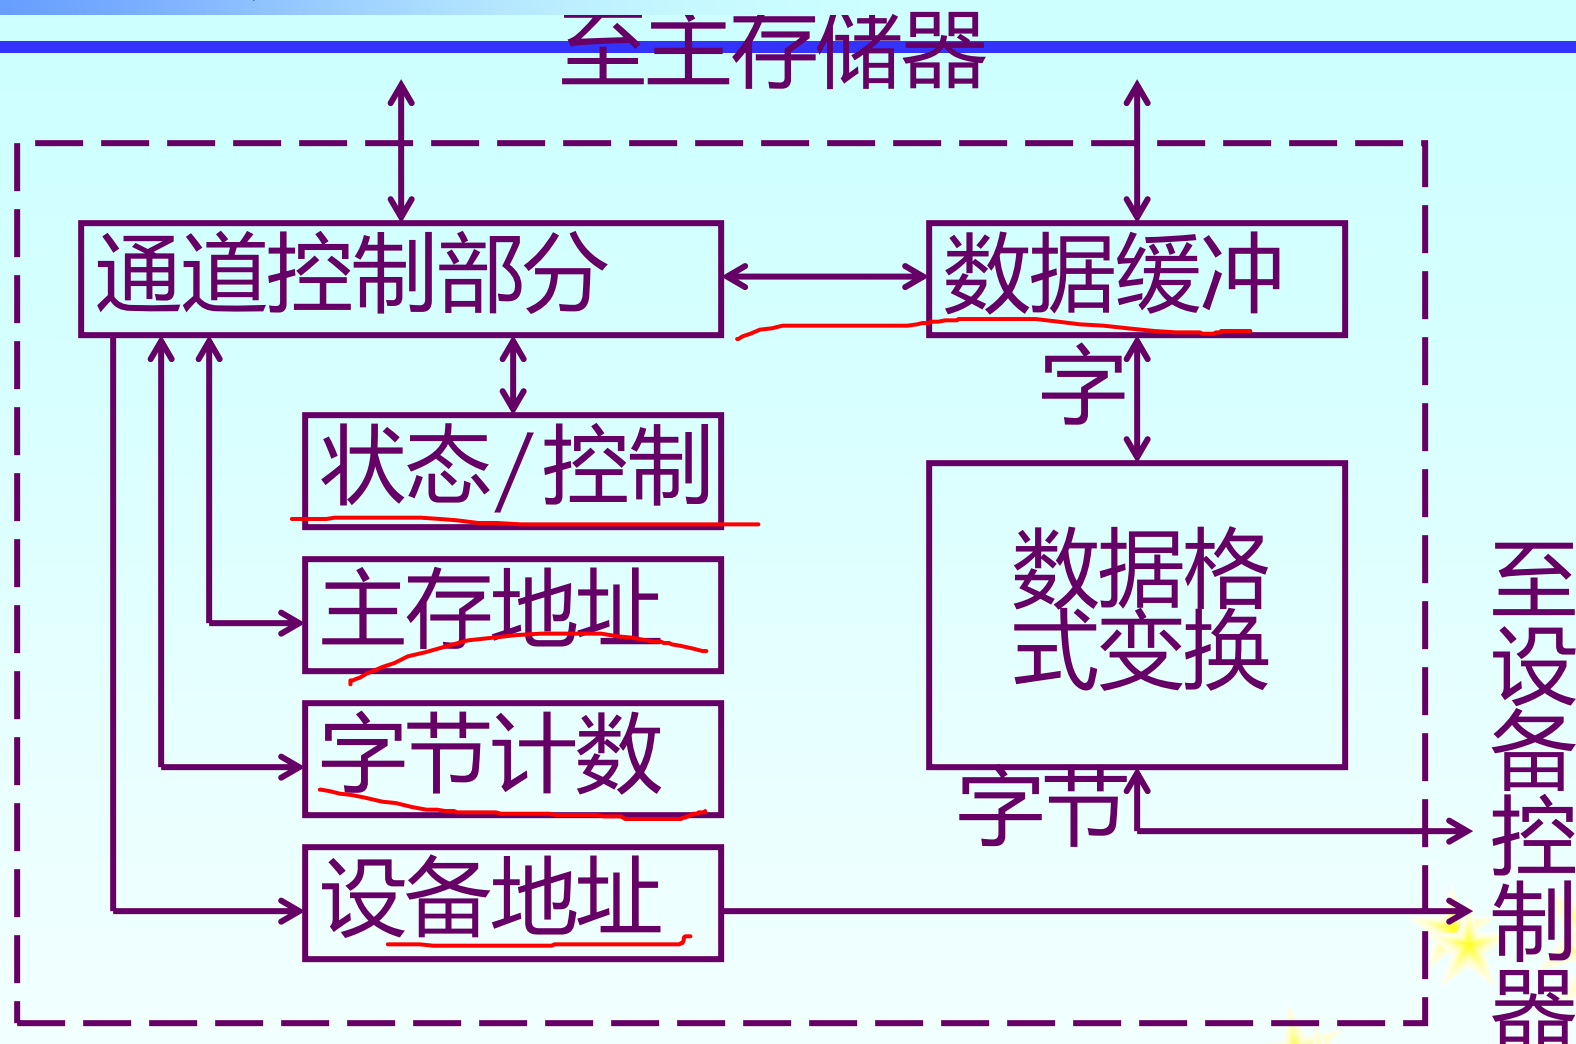 至主存储器
通道控制部分
数据缓冲
字
状态/控制
主存地址
字节计数
设备地址
数据格
式变换
字节
至设备控制器